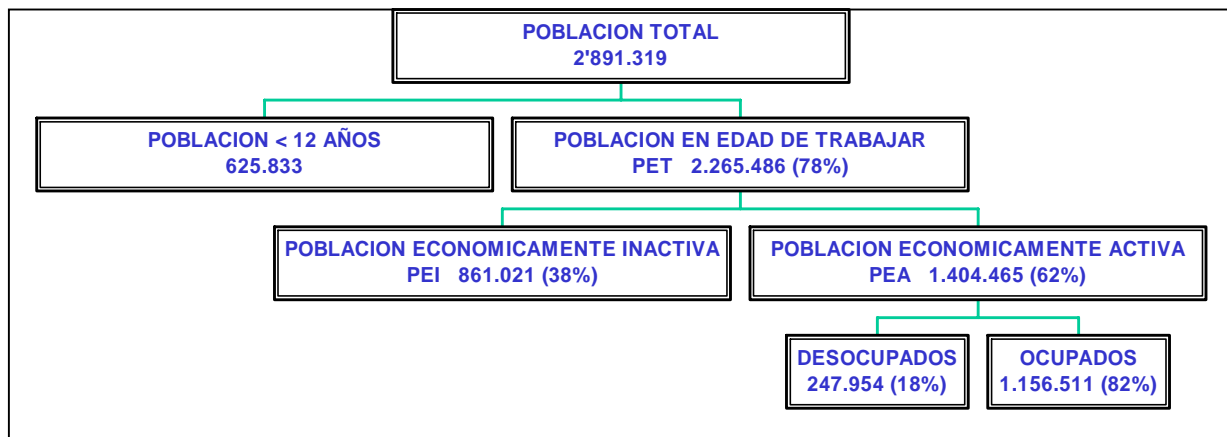 POBLACION TOTAL
2'891.319
POBLACION < 12 AÑOS
625.833
POBLACION EN EDAD DE TRABAJAR
PET 2.265.486 (78%)
POBLACION ECONOMICAMENTE INACTIVA
PEI 861.021 (38%)
POBLACION ECONOMICAMENTE ACTIVA
PEA 1.404.465 (62%)
DESOCUPADOS
247.954 (18%)
OCUPADOS
1.156.511 (82%)